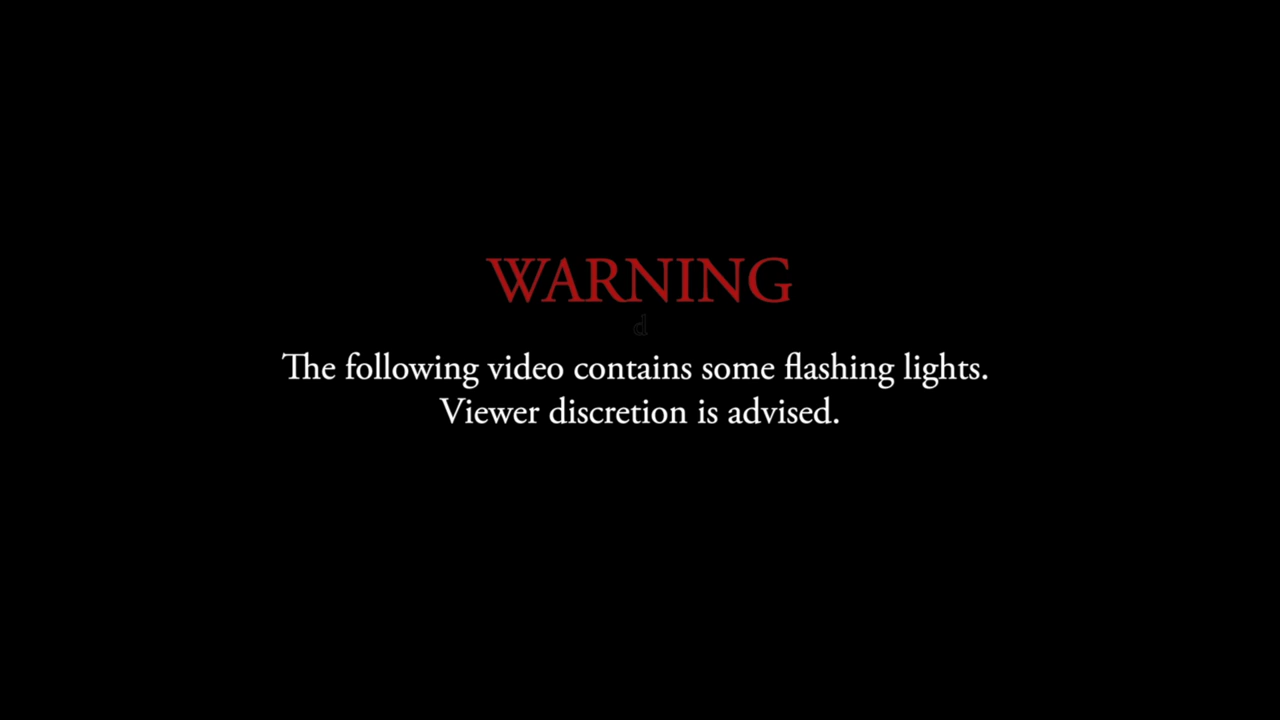 WARNING
d
The following video contains some flashing lights.
Viewer discretion is advised.